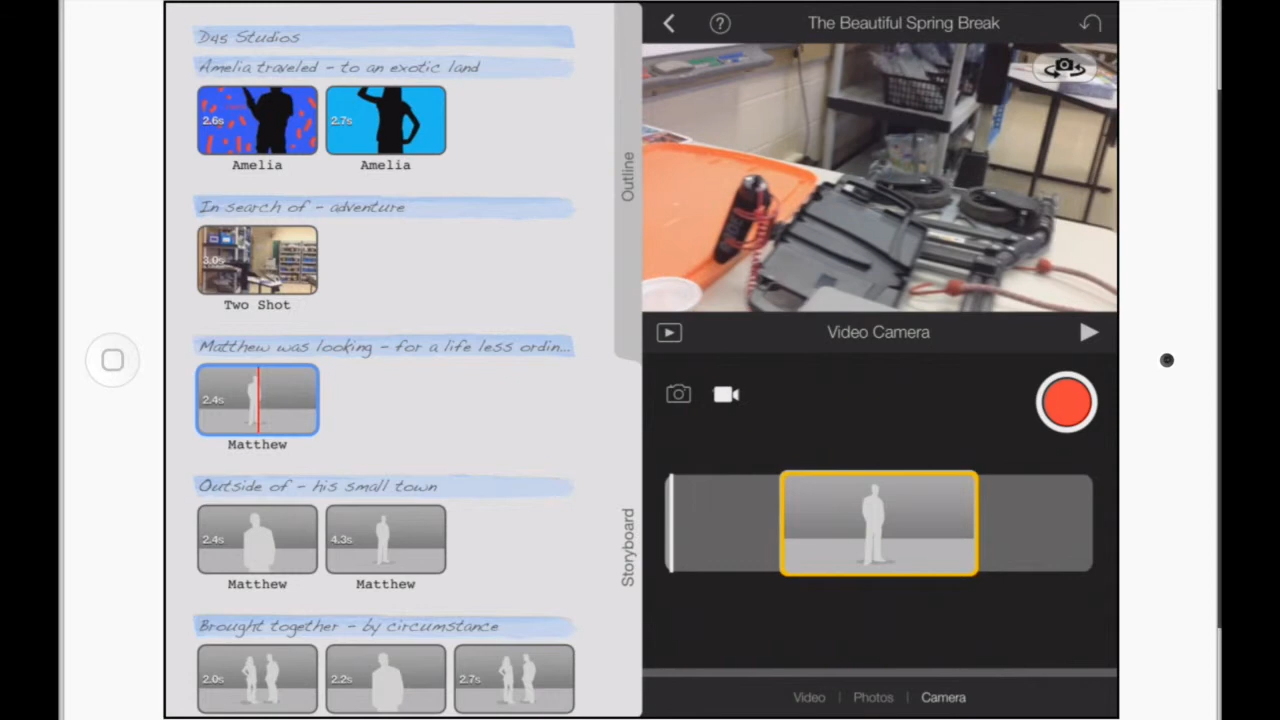 D45 Studios
Amelia traveled - to an exotic land
2.6s
2.7s
Amelia
Amelia
In search of - adventure
3.0s
Two Shot
Matthew was looking - for a life less ordin...
2.4s
Matthew
Outside of - his small town
2.4s
4.3s
Matthew
Matthew
Brought together - by circumstance
2.0s
2.2s
2.7s
Outline
Storyboard
?
The Beautiful Spring Break
Video Camera
Video
Photos
Camera